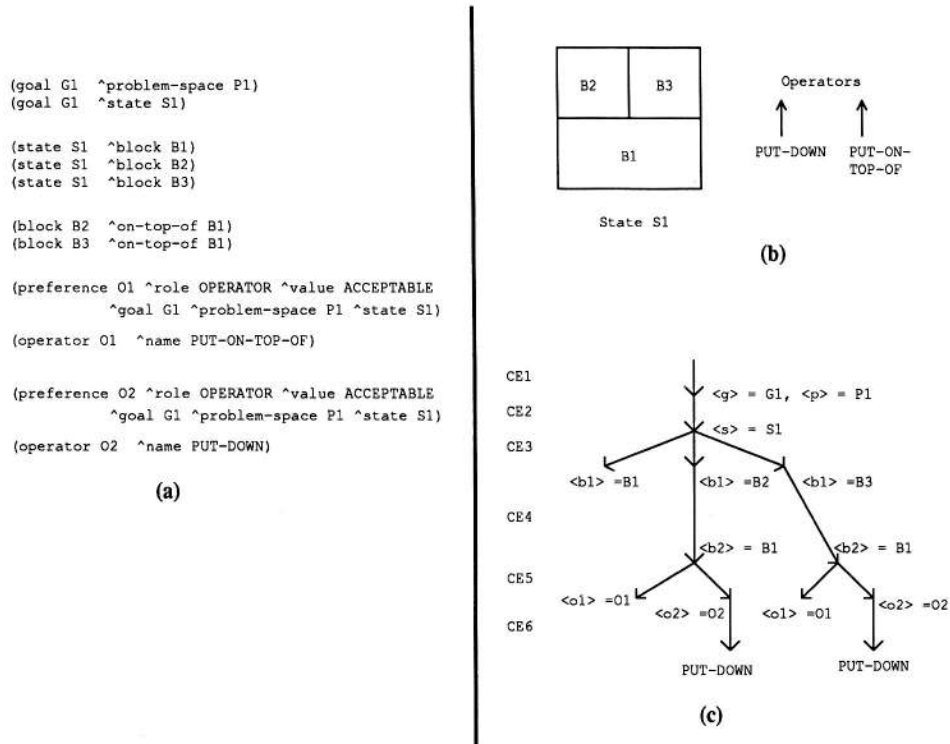 (goal G1 ^problem-space P1)
(goal G1 ^state S1)
(state S1 ^block B1)
(state S1 ^block B2)
(state S1 ^block B3)
(block B2 ^on-top-of B1)
(block B3 ^on-top-of B1)
(preference O1 ^role OPERATOR ^value ACCEPTABLE
^goal G1 ^problem-space P1 ^state S1)
(operator O1 ^name PUT-ON-TOP-OF)
(preference O2 ^role OPERATOR ^value ACCEPTABLE
^goal G1 ^problem-space P1 ^state S1)
(operator O2 ^name PUT-DOWN)
(a)
B2 B3
B1
State S1
Operators
PUT-DOWN
PUT-ON-
TOP-OF
(b)
CE1
<g> = G1, <p> = P1
CE2
<s> = S1
CE3
<b1> =B1 <b1> =B2 <b1> =B3
CE4
<b2> = B1 <b2> = B1
CE5
<o1> =O1 <o2> =O2 <o1> =O1 <o2> =O2
CE6
PUT-DOWN PUT-DOWN
(c)